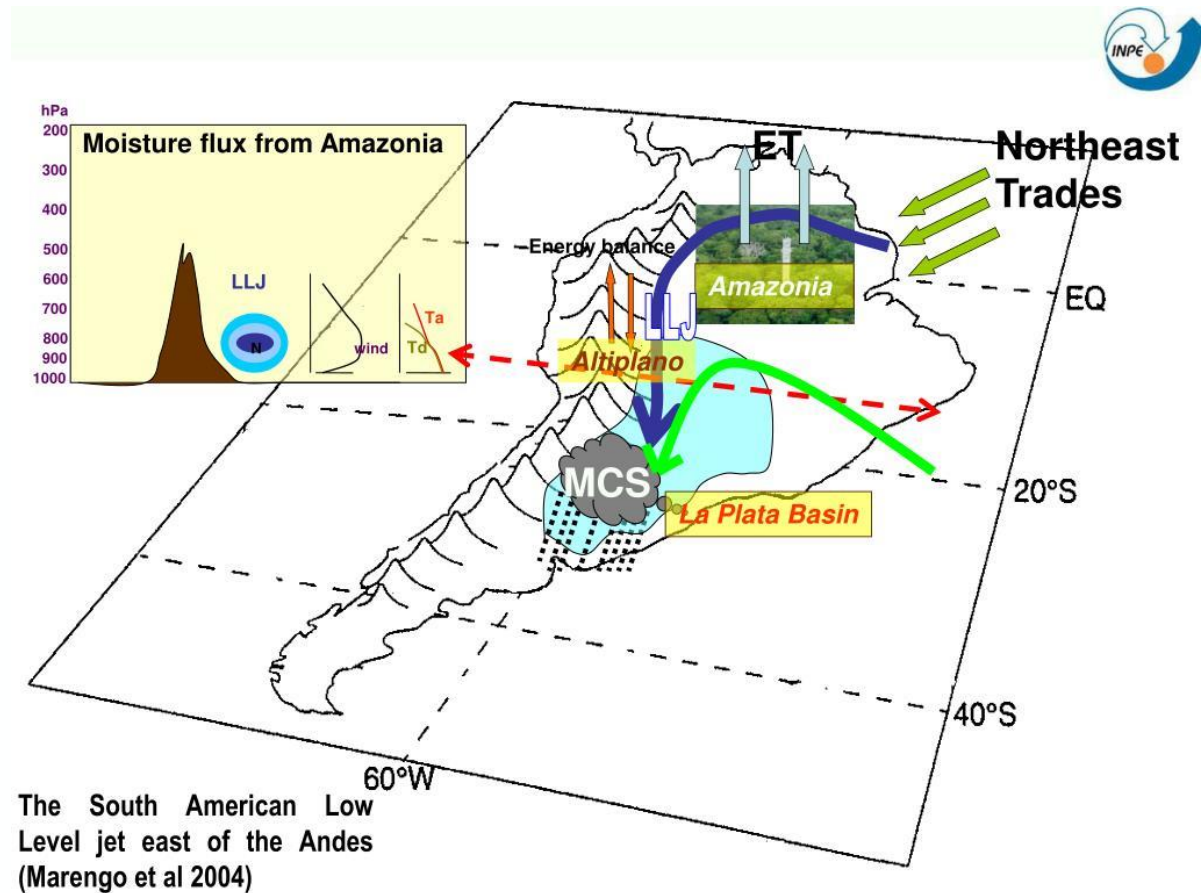 INPE
hPa
200
300
400
500
600
700
800
900
1000
Moisture flux from Amazonia
LLJ
N
wind
Ta
Td
ET
Northeast
Trades
Energy balance
Amazonia
LLJ
EQ
Altiplano
MCS
La Plata Basin
20°S
40°S
60°W
The South American Low
Level jet east of the Andes
(Marengo et al 2004)